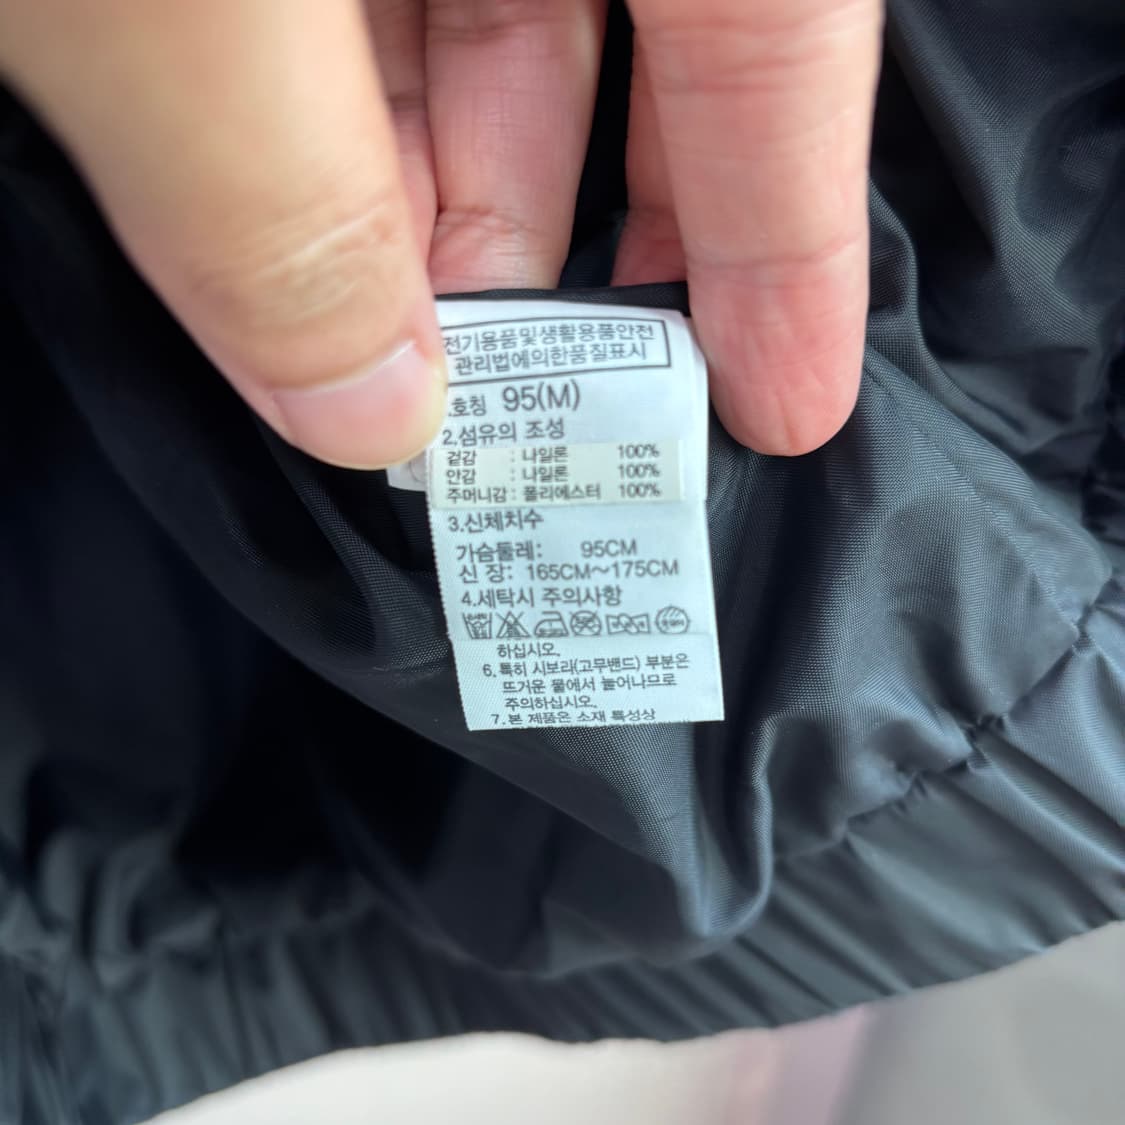 전기용품및생활용품안전
관리법에의한품질표시
.호칭 95(M)
2.섬유의 조성
겉감 : 나일론 100%
안감 : 나일론 100%
주머니감 : 폴리에스터 100%
3.신체치수
가슴둘레: 95CM
신 장: 165CM~175CM
4.세탁시 주의사항
하십시오.
6.특히 시보리(고무밴드) 부분은
뜨거운 물에서 늘어나므로
주의하십시오.
7.본 제품은 소재 특성상